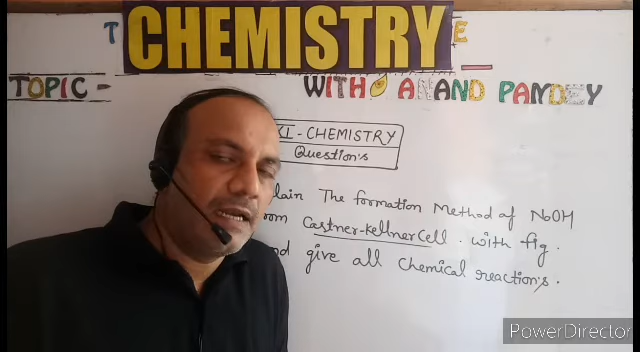 T CHEMISTRY E
TOPIC -
WITH ANAND PANDEY
XI - CHEMISTRY
Question's
lain The formation Method of NaOH
rom Castner-Kellner Cell. with fig.
nd give all chemical reaction's.
PowerDirector